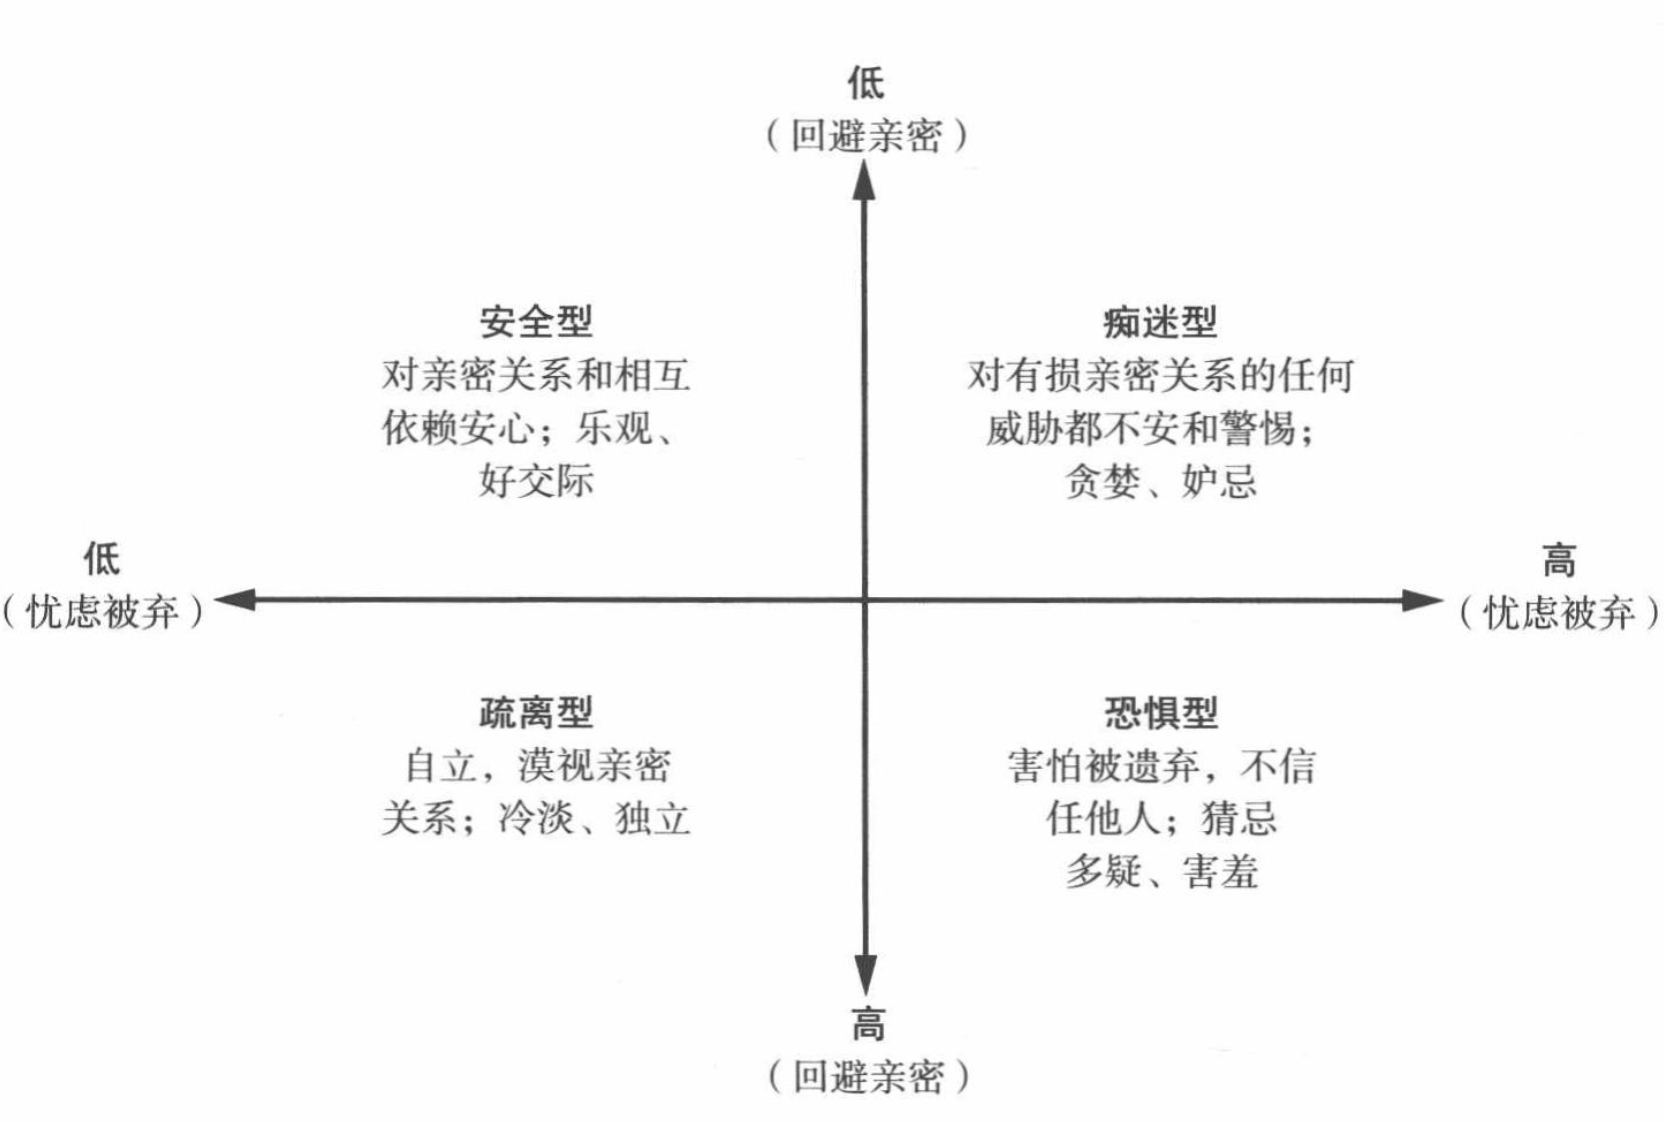 低
（回避亲密）
安全型
对亲密关系和相互
依赖安心；乐观、
好交际
痴迷型
对有损亲密关系的任何
威胁都不安和警惕；
贪婪、妒忌
低
（忧虑被弃）
高
（忧虑被弃）
疏离型
自立，漠视亲密
关系；冷淡、独立
恐惧型
害怕被遗弃，不信
任他人；猜忌
多疑、害羞
高
（回避亲密）